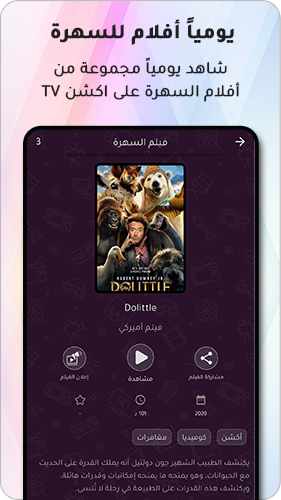 يومياً أفلام للسهرة
شاهد يومياً مجموعة من
أفلام السهرة على اكشن TV
3 فيلم السهرة
ROBERT DOWNEY JR.
DOLITTLE
Dolittle
فيلم أميركي
مشاركة الفيلم
مشاهدة
إعلان الفيلم
2020
101 د
-
أكشن
كوميديا
مغامرات
يكتشف الطبيب الشهير جون دوليتل أنه يملك القدرة على الحديث
مع الحيوانات، وهو يمنحه ما يمنحه إمكانيات وقدرات هائلة.
ويكشف هذه القدرات على الطبيعة في رحلة لا تُنسى.